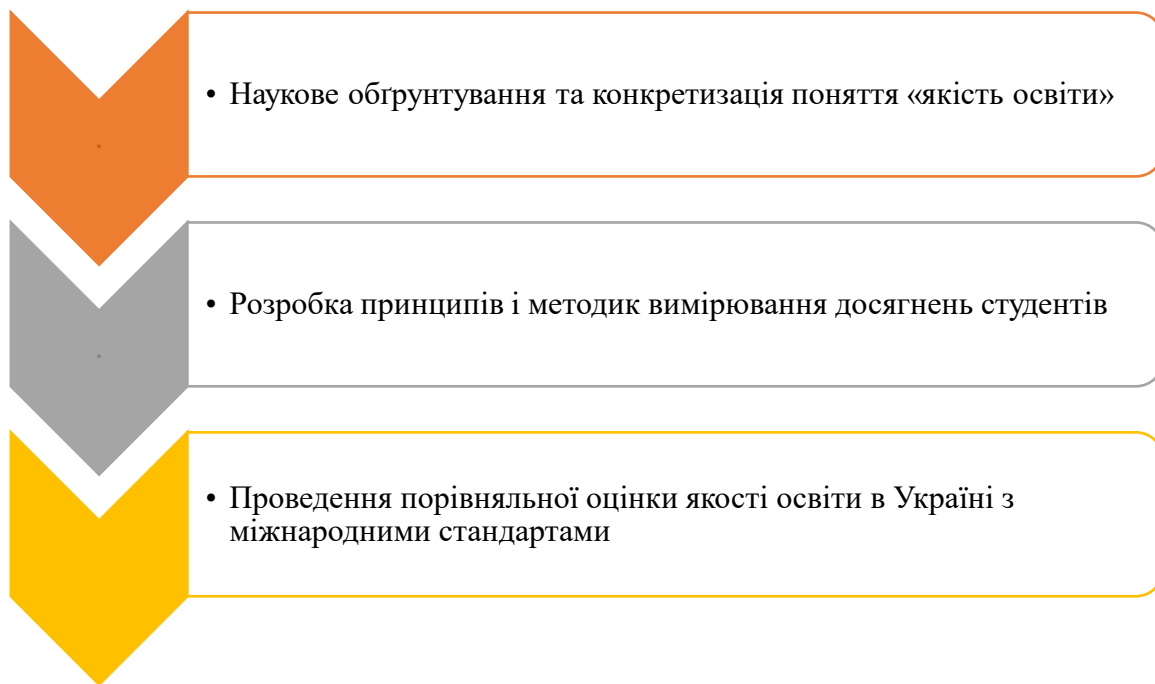 • Наукове обґрунтування та конкретизація поняття «якість освіти»
• Розробка принципів і методик вимірювання досягнень студентів
• Проведення порівняльної оцінки якості освіти в Україні з
міжнародними стандартами